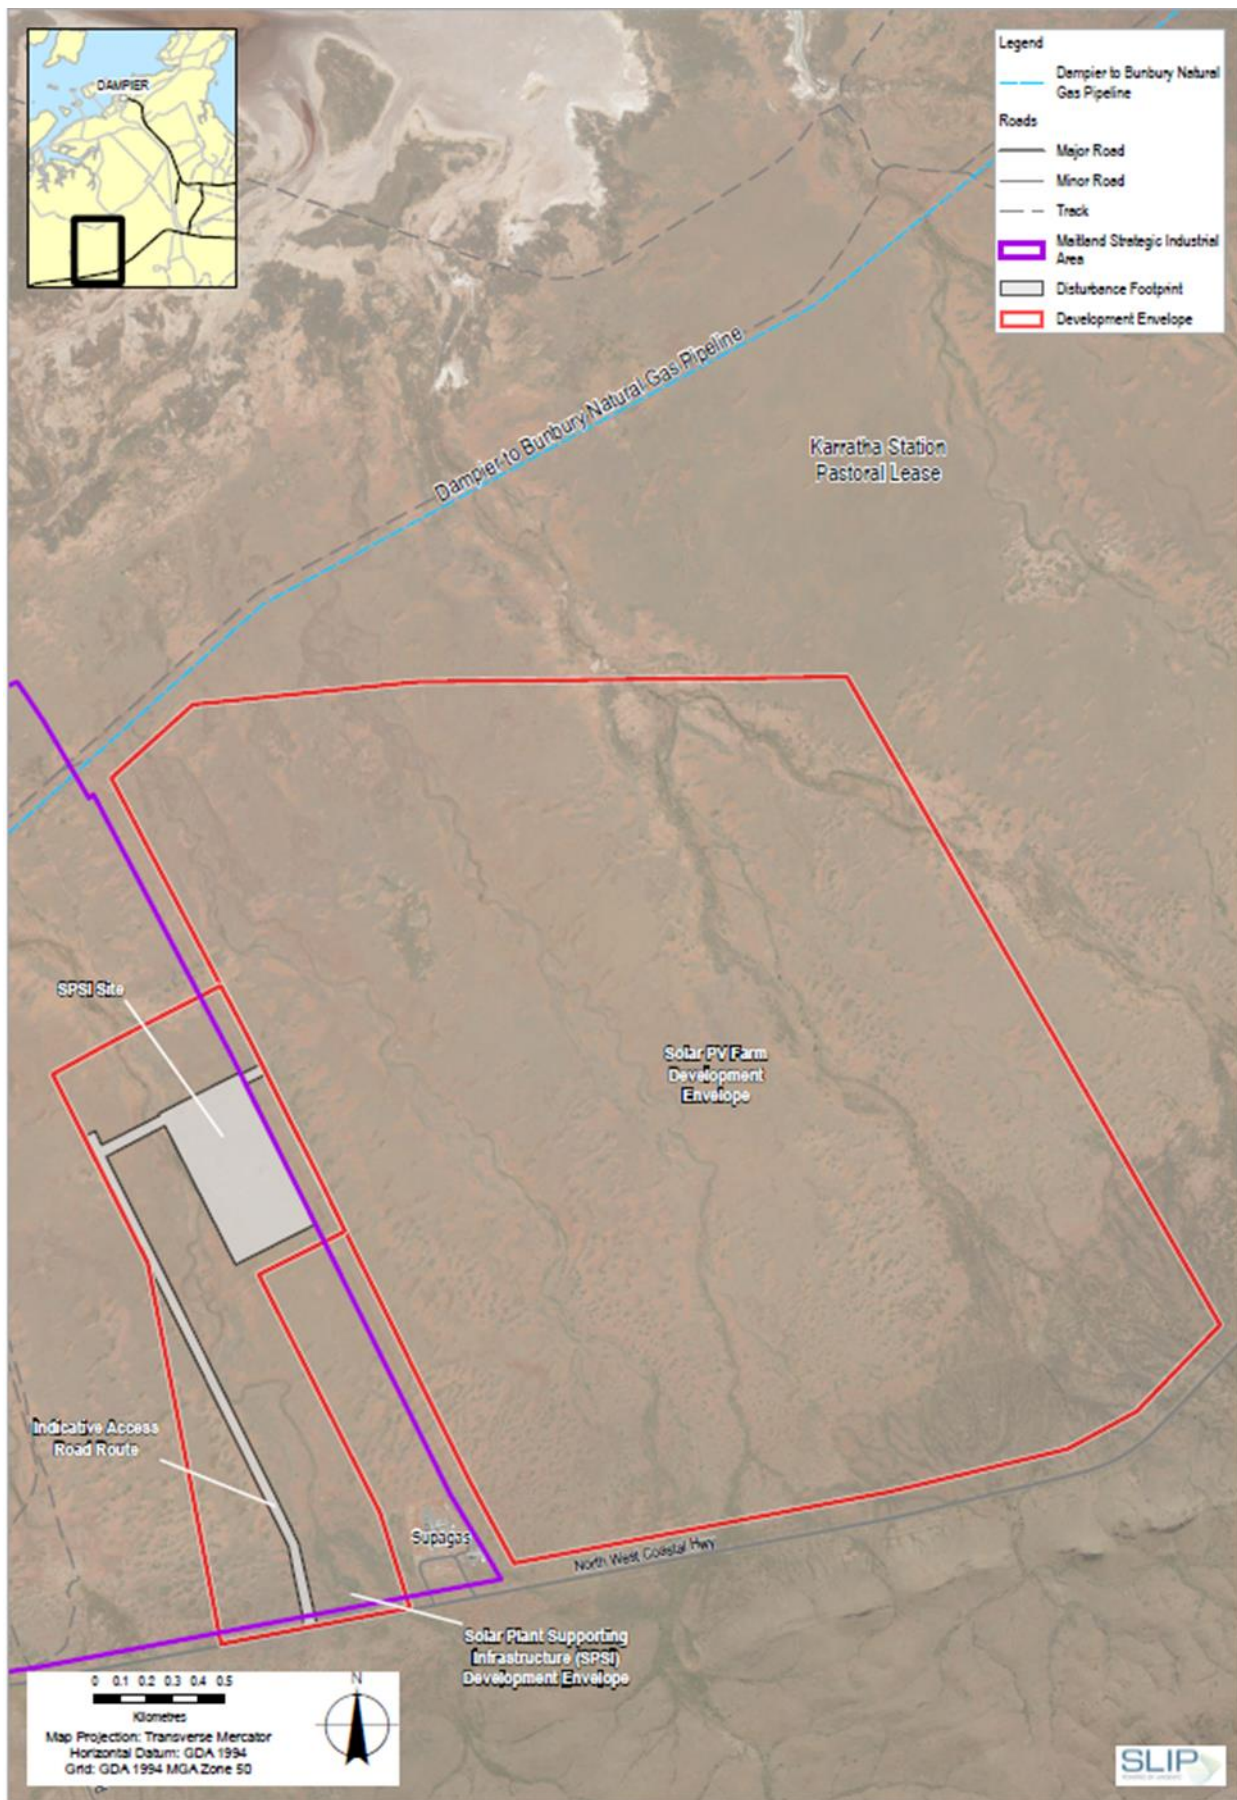 DAMPIER
Legend
Dampier to Bunbury Natural
Gas Pipeline
Roads
Major Road
Minor Road
Track
Maitland Strategic Industrial
Area
Disturbance Footprint
Development Envelope
Dampier to Bunbury Natural Gas Pipeline
Karratha Station
Pastoral Lease
SPSI Site
Solar PV Farm
Development
Envelope
Indicative Access
Road Route
Supagas
North West Coastal Hwy
Solar Plant Supporting
Infrastructure (SPSI)
Development Envelope
0 0.1 0.2 0.3 0.4 0.5
Kilometres
Map Projection: Transverse Mercator
Horizontal Datum: GDA 1994
Grid: GDA 1994 MGA Zone 50
N
SLIP